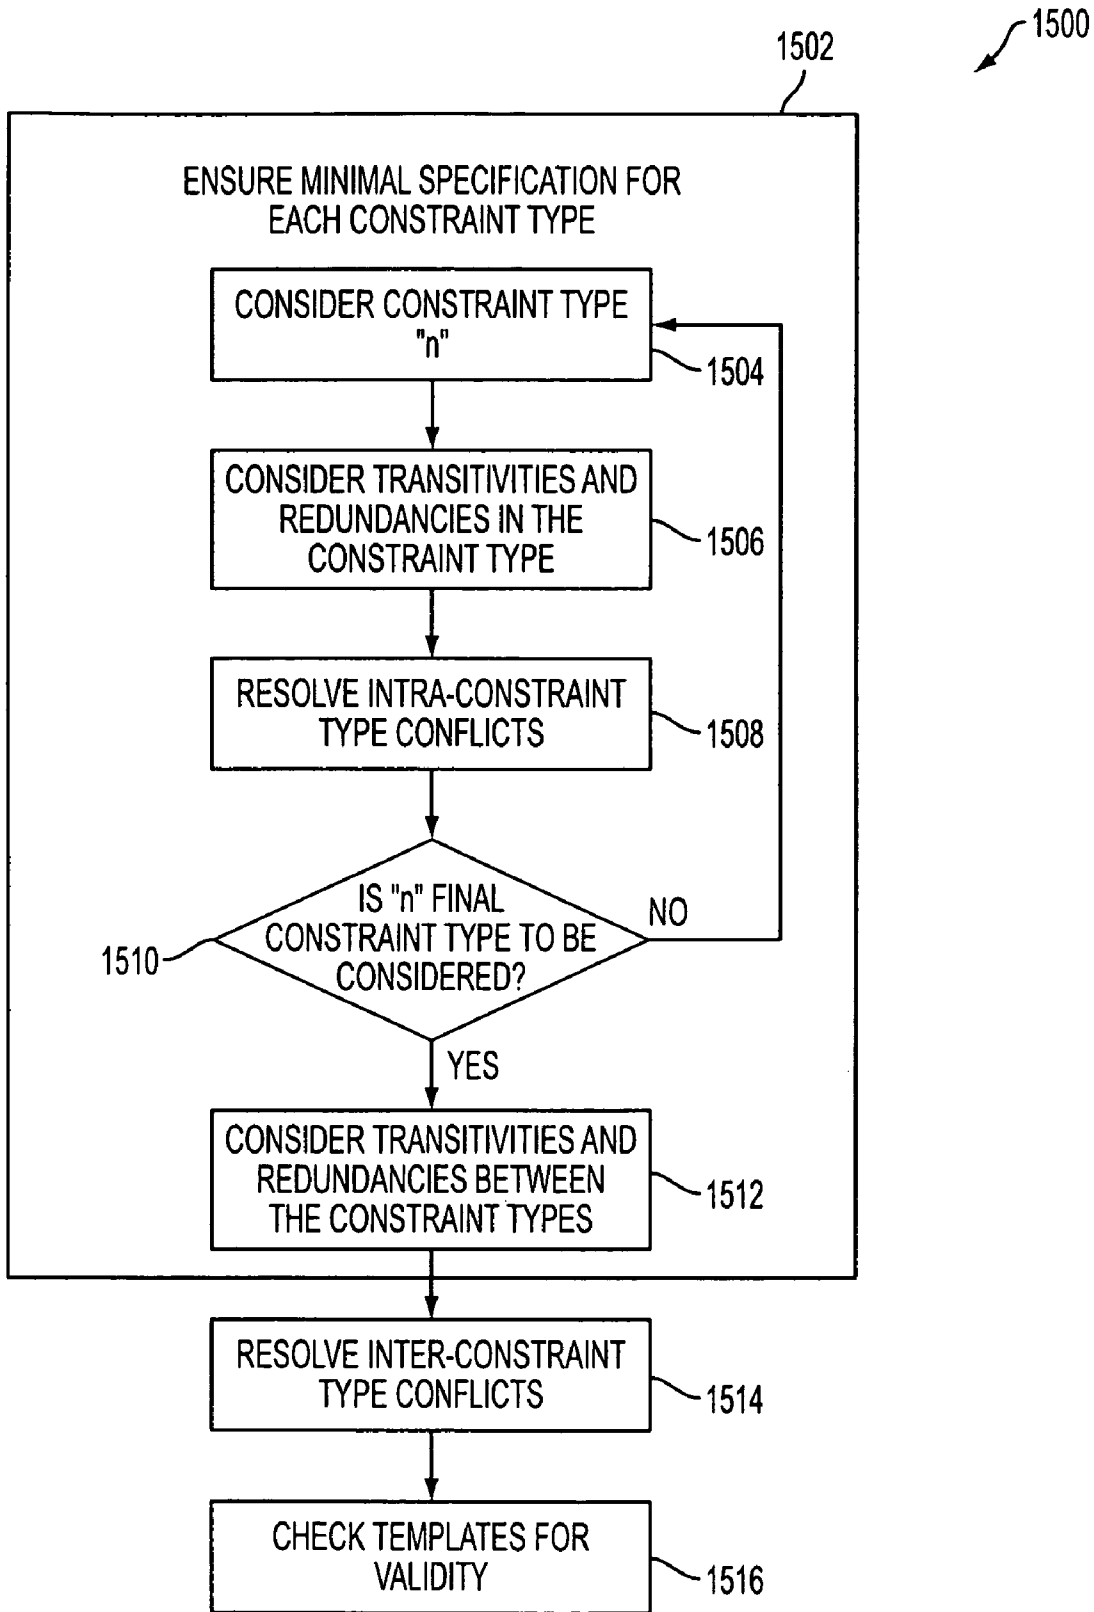 1500
1502
ENSURE MINIMAL SPECIFICATION FOR
EACH CONSTRAINT TYPE
CONSIDER CONSTRAINT TYPE
"n"
1504
CONSIDER TRANSITIVITIES AND
REDUNDANCIES IN THE
CONSTRAINT TYPE
1506
RESOLVE INTRA-CONSTRAINT
TYPE CONFLICTS
1508
IS "n" FINAL
CONSTRAINT TYPE TO BE
CONSIDERED?
NO
1510
YES
CONSIDER TRANSITIVITIES AND
REDUNDANCIES BETWEEN
THE CONSTRAINT TYPES
1512
RESOLVE INTER-CONSTRAINT
TYPE CONFLICTS
1514
CHECK TEMPLATES FOR
VALIDITY
1516